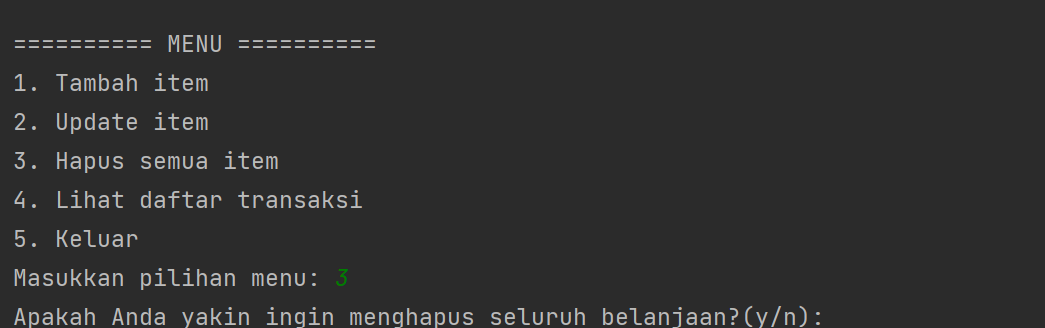 ========== MENU ==========
1. Tambah item
2. Update item
3. Hapus semua item
4. Lihat daftar transaksi
5. Keluar
Masukkan pilihan menu: 3
Apakah Anda yakin ingin menghapus seluruh belanjaan?(y/n):